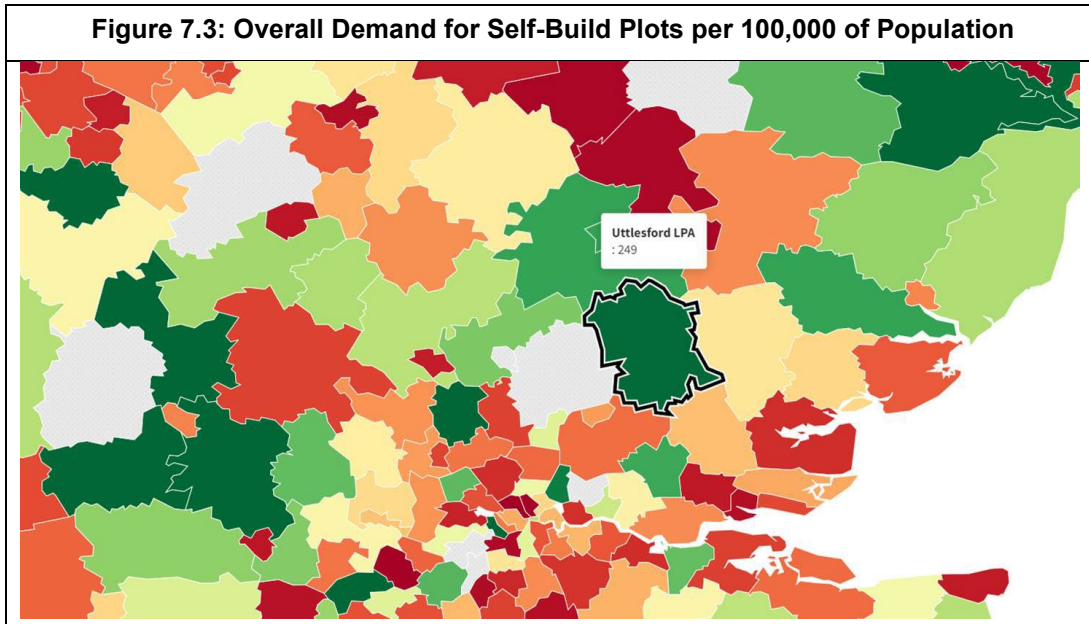 Figure 7.3: Overall Demand for Self-Build Plots per 100,000 of Population
Uttlesford LPA
: 249